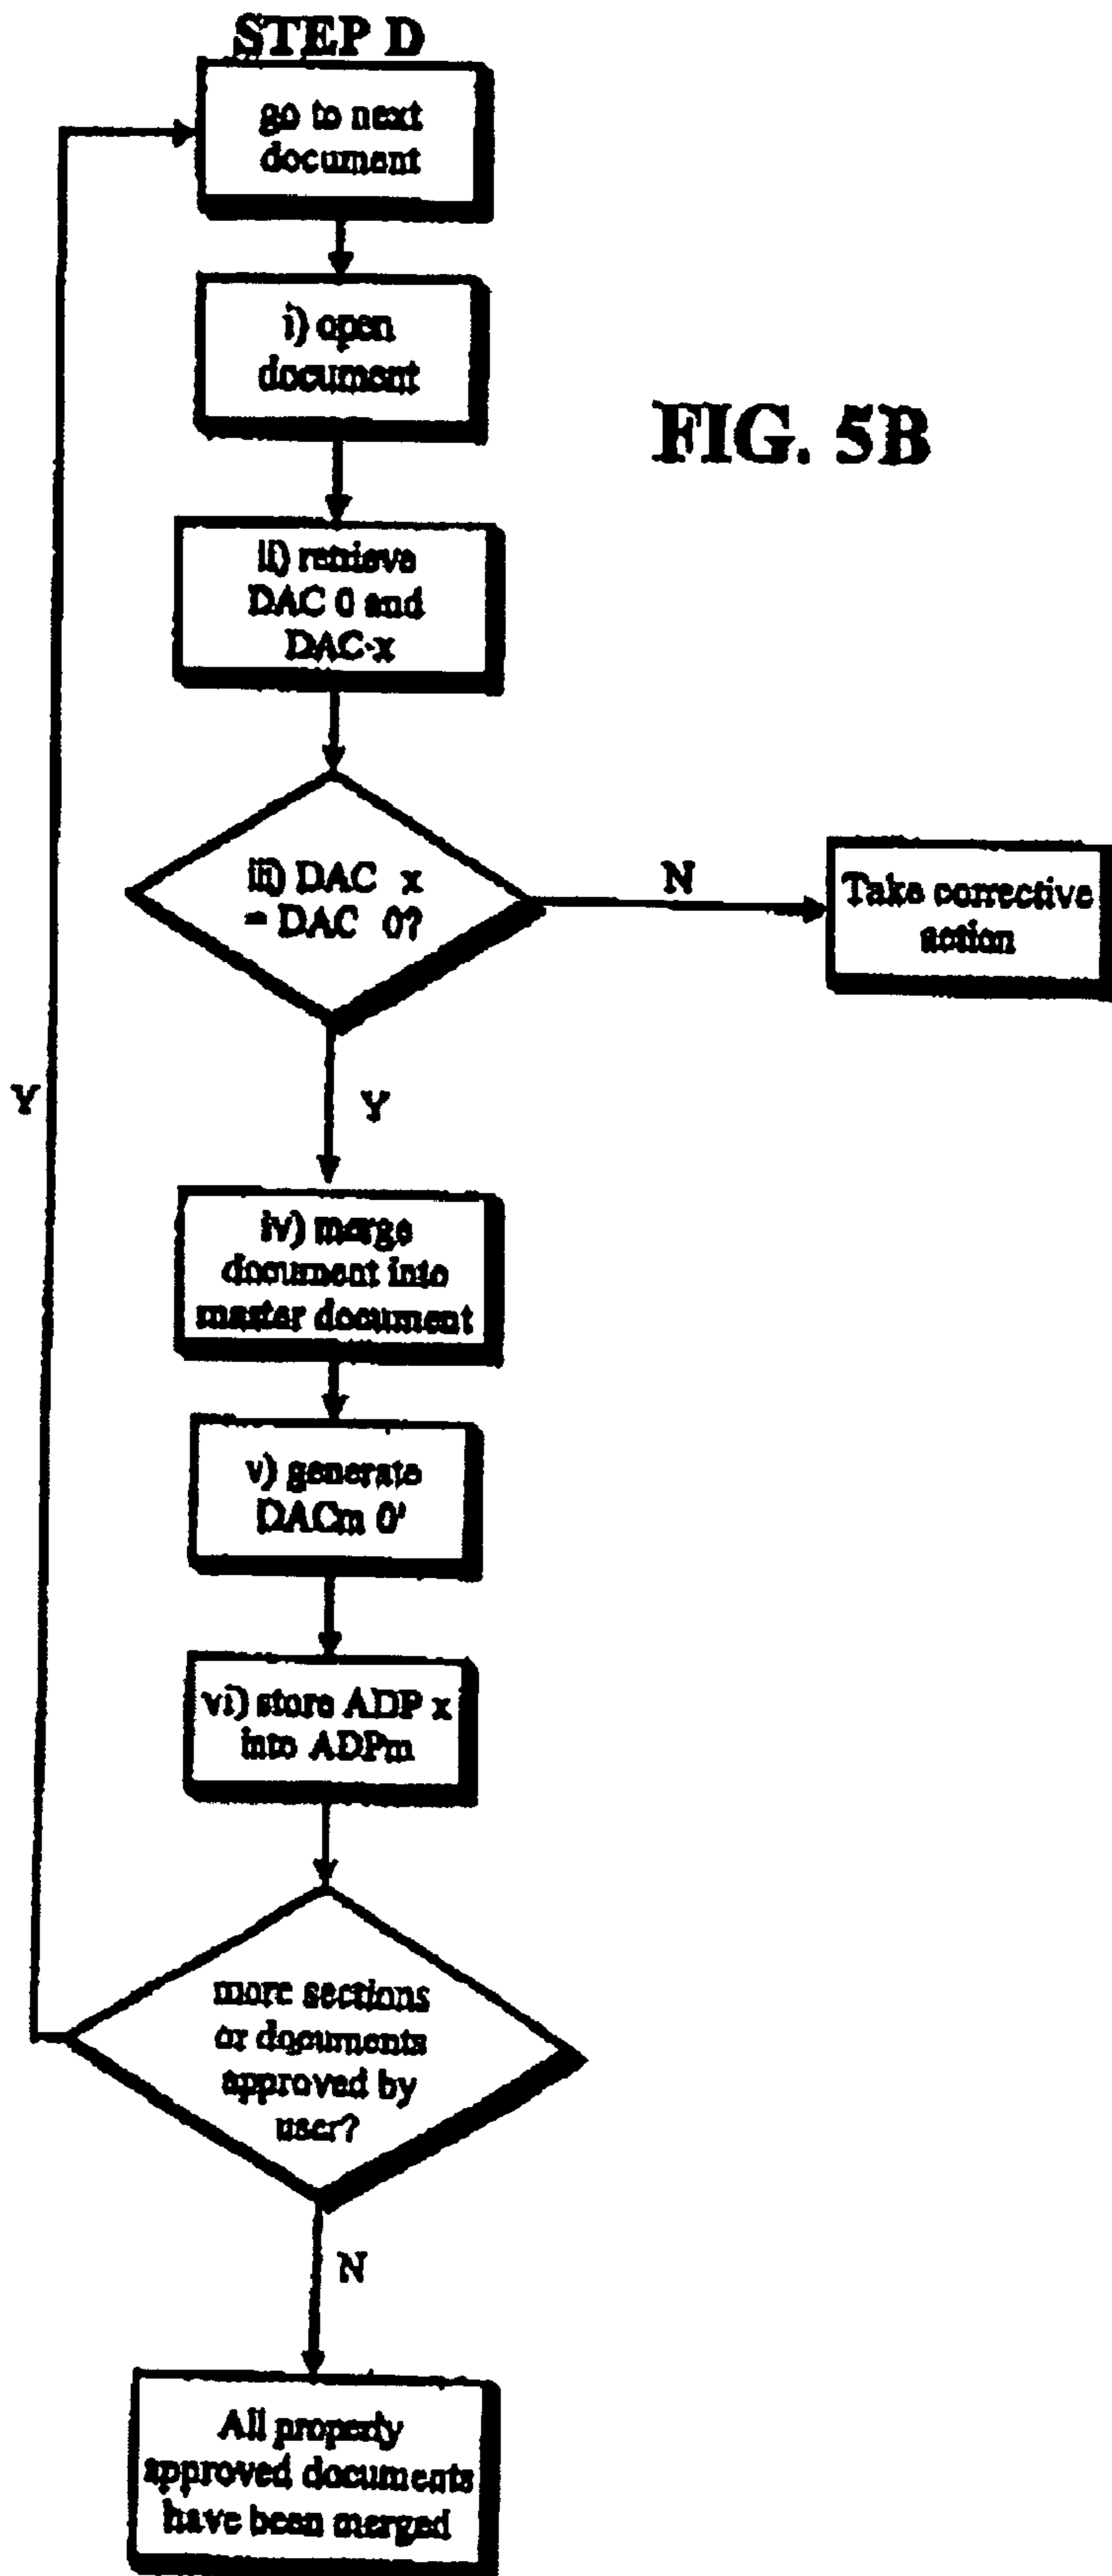 STEP D
go to next
document
i) open
document
FIG. 5B
ii) retrieve
DAC 0 and
DAC-x
iii) DAC x
= DAC 0?
N
Take corrective
action
Y
Y
iv) merge
document into
master document
v) generate
DACm 0'
vi) store ADP x
into ADPm
more sections
or documents
approved by
user?
N
All properly
approved documents
have been merged